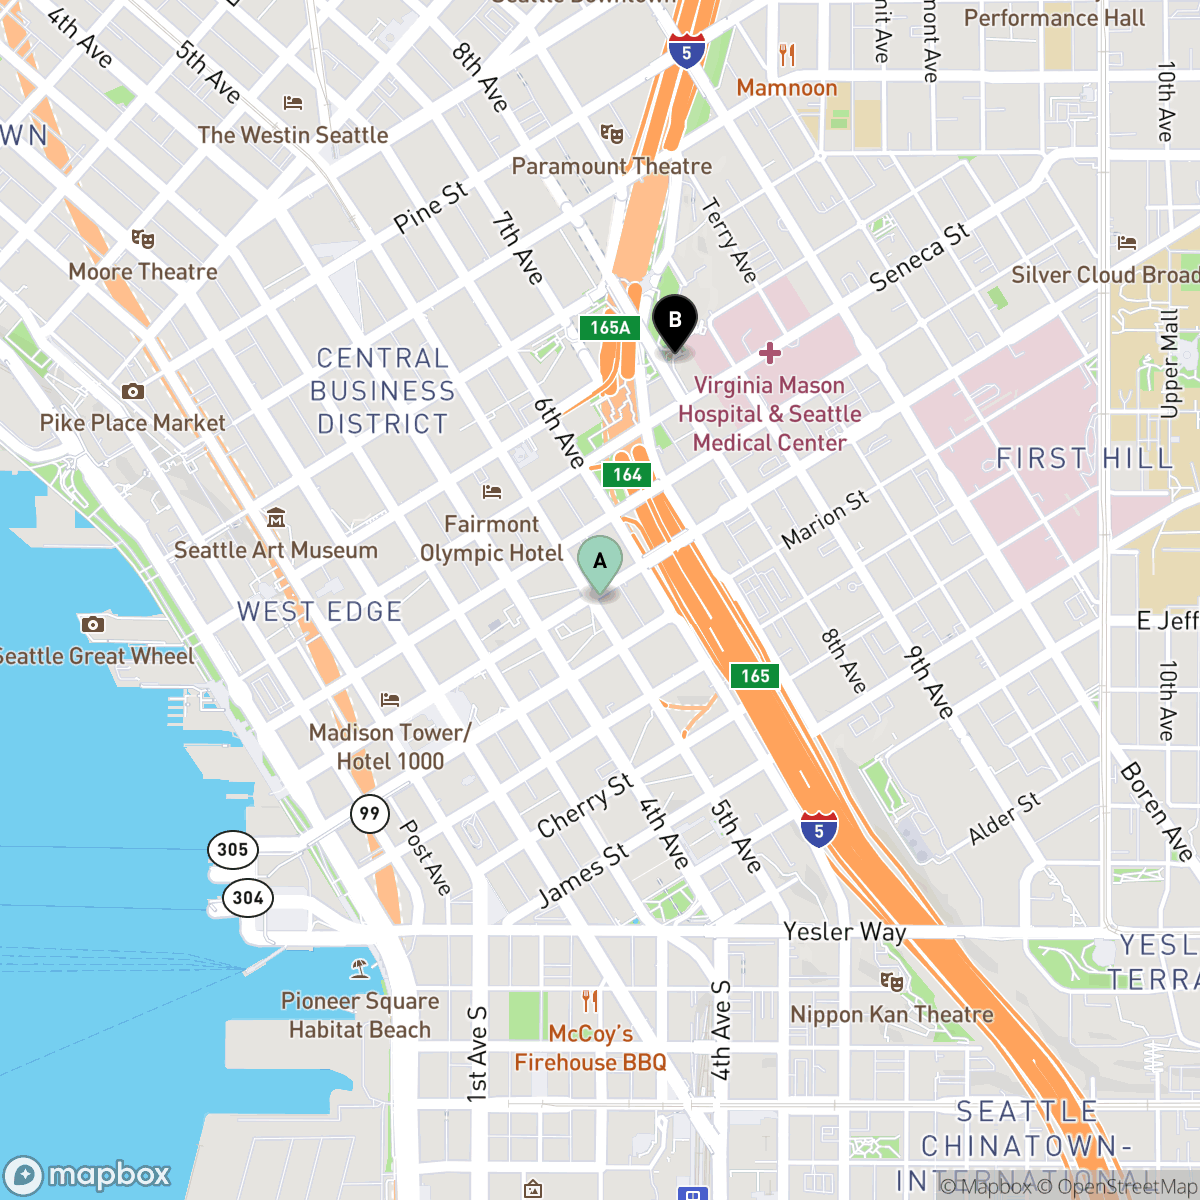 Seattle Downtown
4th Ave
5th Ave
8th Ave
5
Performance Hall
mit Ave
mont Ave
10th Ave
Mamnoon
The Westin Seattle
OWN
Paramount Theatre
Pine St
7th Ave
Terry Ave
Seneca St
Moore Theatre
Silver Cloud Broad
B
165A
CENTRAL
BUSINESS
DISTRICT
Upper Mall
Virginia Mason
Hospital & Seattle
Medical Center
Pike Place Market
6th Ave
FIRST HILL
164
Fairmont
Olympic Hotel
Marion St
Seattle Art Museum
A
WEST EDGE
E Jeff
Seattle Great Wheel
8th Ave
9th Ave
10th Ave
165
Madison Tower/
Hotel 1000
Cherry St
4th Ave
5th Ave
Boren Ave
99
Post Ave
5
Alder St
305
James St
304
Yesler Way
YESL
TERRA
Pioneer Square
Habitat Beach
1st Ave S
McCoy's
Firehouse BBQ
4th Ave S
Nippon Kan Theatre
SEATTLE
CHINATOWN-
INTERNATIONAL
mapbox
© Mapbox © OpenStreetMap